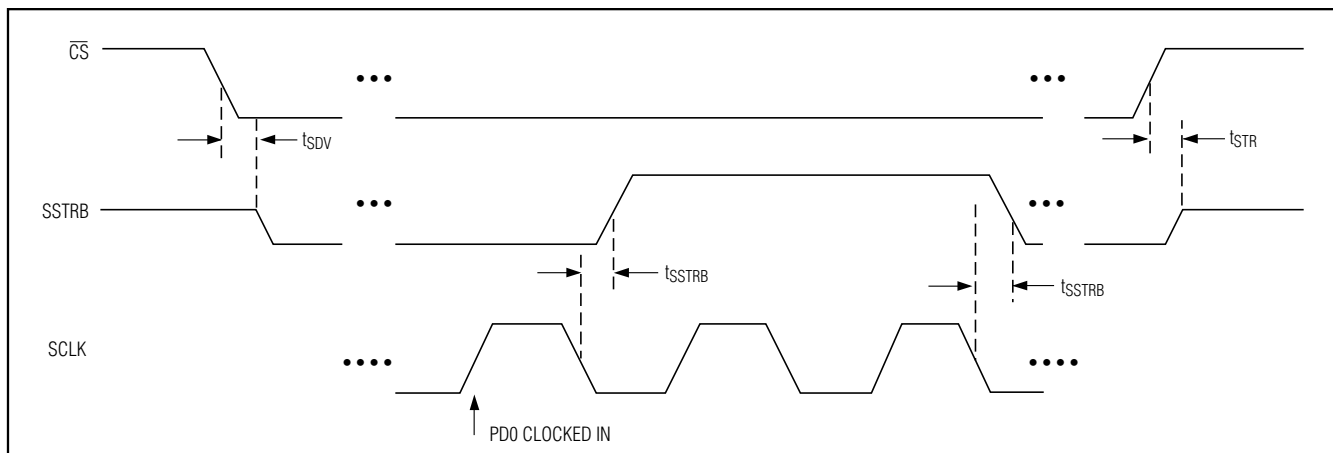 CS
tSDV
tSTR
SSTRB
tSSTRB
tSSTRB
SCLK
PD0 CLOCKED IN